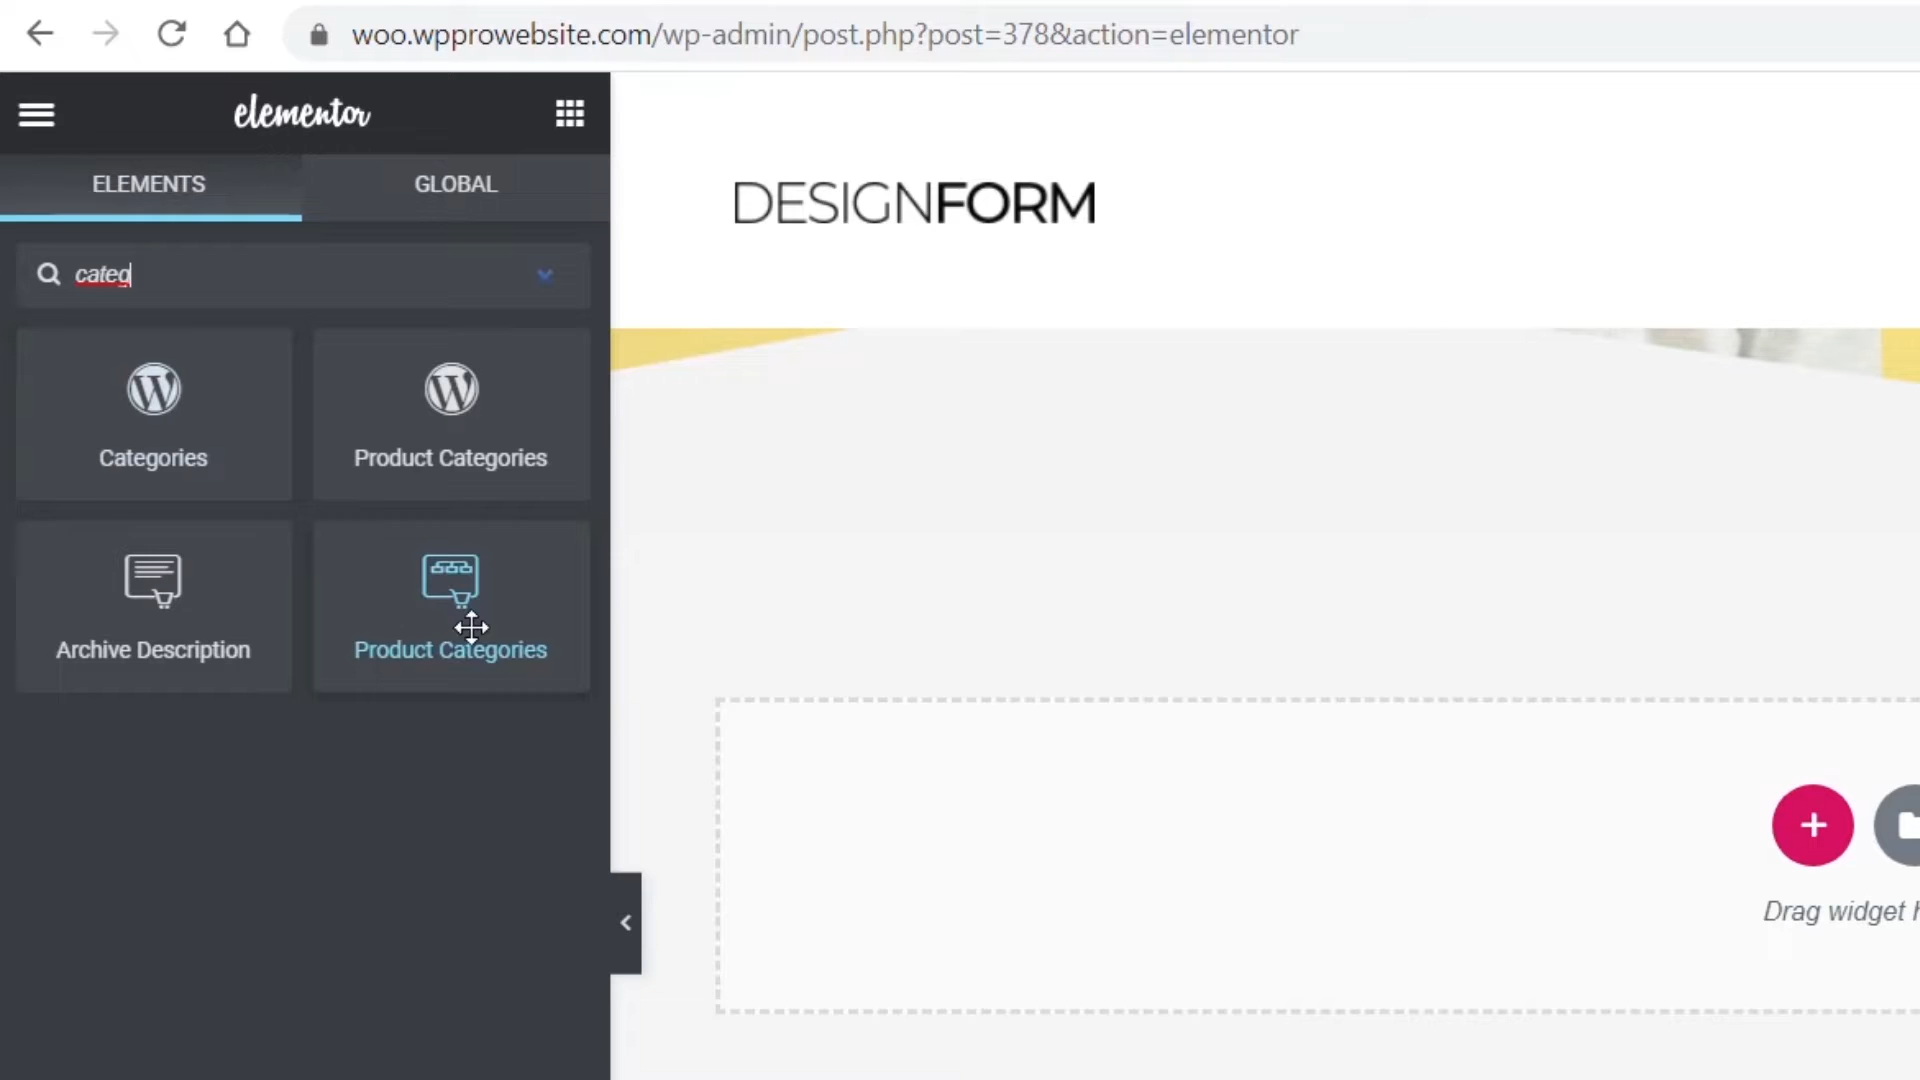 woo.wpprowebsite.com/wp-admin/post.php?post=378&action=elementor
elementor
ELEMENTS GLOBAL
categ
DESIGNFORM
Categories Product Categories
Archive Description Product Categories
Drag widget